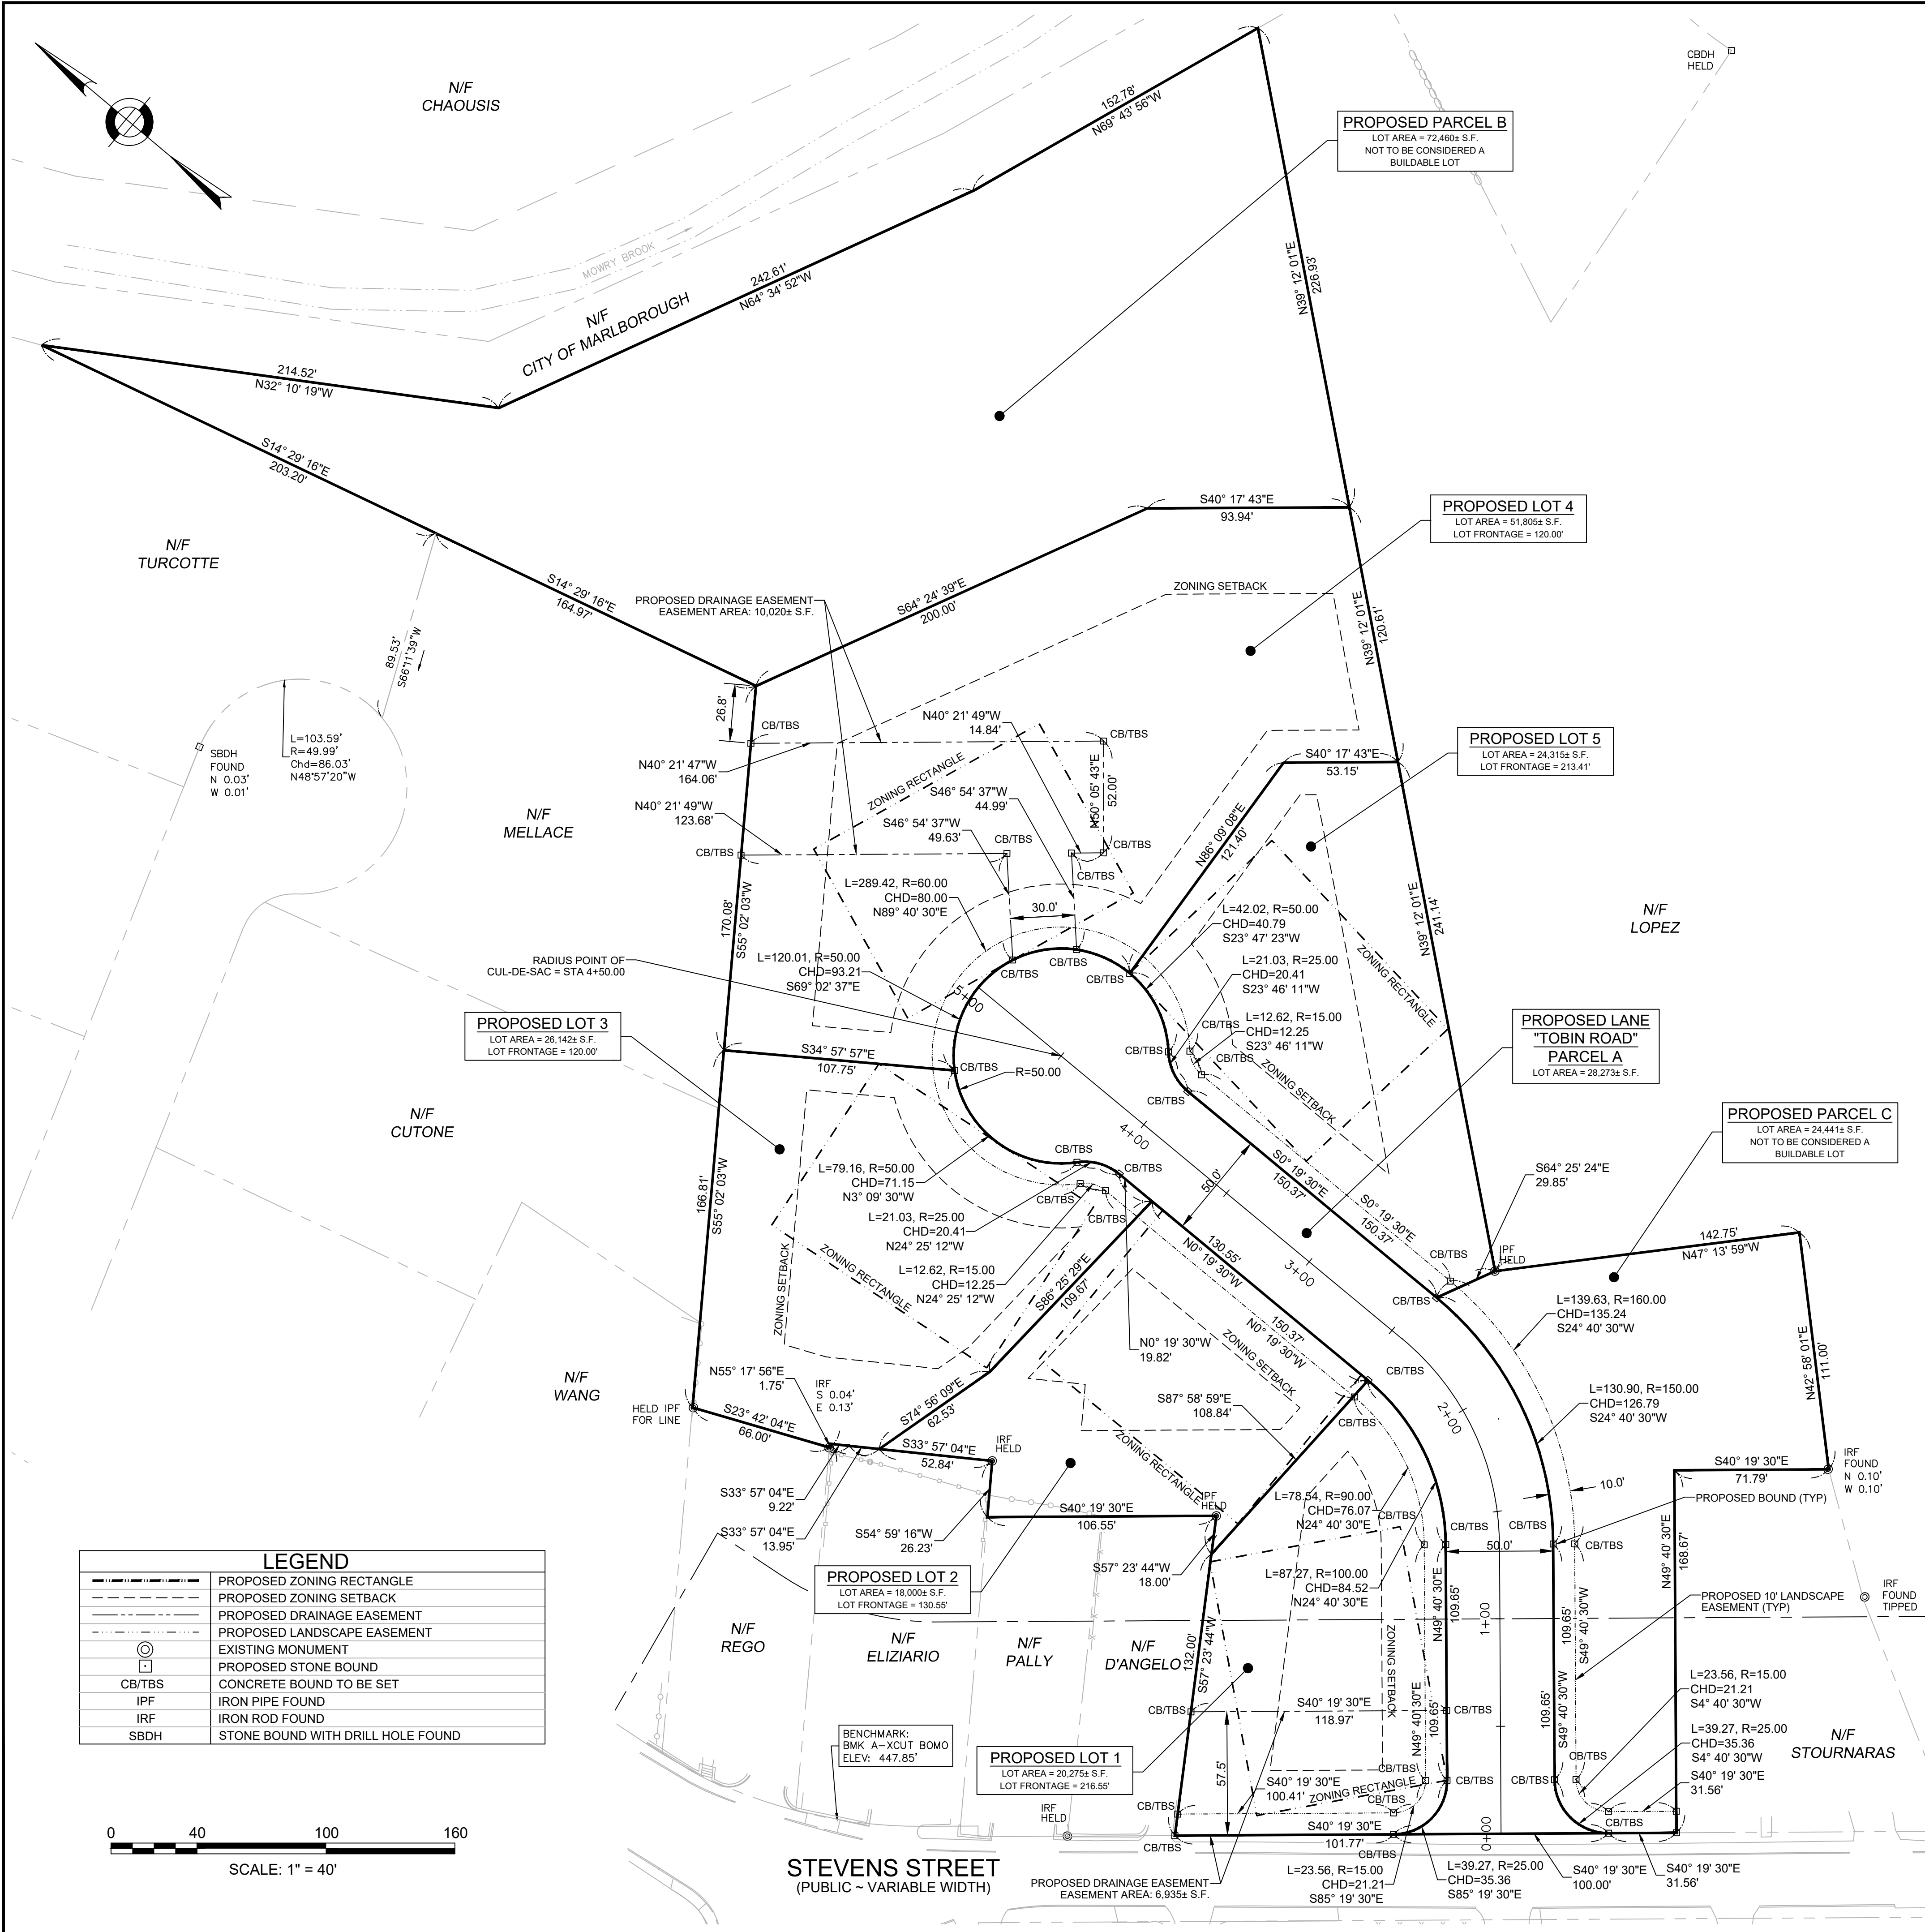 N/F
CHAOUSIS
CBDH
HELD
152.78'
N69° 43' 56"W
PROPOSED PARCEL B
LOT AREA = 72,460± S.F.
NOT TO BE CONSIDERED A
BUILDABLE LOT
MOWRY BROOK
242.61'
N64° 34' 52"W
N/F
CITY OF MARLBOROUGH
N39° 12' 01"E
226.93'
214.52'
N32° 10' 19"W
S14° 29' 16"E
203.20'
S40° 17' 43"E
93.94'
PROPOSED LOT 4
LOT AREA = 51,805± S.F.
LOT FRONTAGE = 120.00'
N/F
TURCOTTE
S14° 29' 16"E
164.97'
PROPOSED DRAINAGE EASEMENT
EASEMENT AREA: 10,020± S.F.
S64° 24' 39"E
200.00'
ZONING SETBACK
N39° 12' 01"E
120.61'
89.53'
S66°11'39"W
26.8'
CB/TBS
N40° 21' 49"W
14.84'
CB/TBS
SBDH
FOUND
N 0.03'
W 0.01'
L=103.59'
R=49.99'
Chd=86.03'
N48°57'20"W
N40° 21' 47"W
164.06'
ZONING RECTANGLE
S40° 17' 43"E
53.15'
PROPOSED LOT 5
LOT AREA = 24,315± S.F.
LOT FRONTAGE = 213.41'
N50° 05' 43"E
52.00'
N/F
MELLACE
N40° 21' 49"W
123.68'
S46° 54' 37"W
44.99'
S46° 54' 37"W
49.63'
CB/TBS
CB/TBS
CB/TBS
CB/TBS
N86° 09' 08"E
121.40'
L=289.42, R=60.00
CHD=80.00
N89° 40' 30"E
30.0'
L=42.02, R=50.00
CHD=40.79
S23° 47' 23"W
N39° 12' 01"E
241.14'
N/F
LOPEZ
170.08'
S55° 02' 03"W
RADIUS POINT OF
CUL-DE-SAC = STA 4+50.00
L=120.01, R=50.00
CHD=93.21
S69° 02' 37"E
CB/TBS
CB/TBS
CB/TBS
L=21.03, R=25.00
CHD=20.41
S23° 46' 11"W
ZONING RECTANGLE
5+00
PROPOSED LOT 3
LOT AREA = 26,142± S.F.
LOT FRONTAGE = 120.00'
CB/TBS
L=12.62, R=15.00
CHD=12.25
S23° 46' 11"W
PROPOSED LANE
"TOBIN ROAD"
PARCEL A
LOT AREA = 28,273± S.F.
S34° 57' 57"E
107.75'
CB/TBS
R=50.00
CB/TBS
CB/TBS
ZONING SETBACK
CB/TBS
N/F
CUTONE
4+00
PROPOSED PARCEL C
LOT AREA = 24,441± S.F.
NOT TO BE CONSIDERED A
BUILDABLE LOT
CB/TBS
CB/TBS
S0° 19' 30"E
150.37'
S64° 25' 24"E
29.85'
L=79.16, R=50.00
CHD=71.15
N3° 09' 30"W
50.0'
S0° 19' 30"E
150.37'
166.81'
S55° 02' 03"W
CB/TBS
CB/TBS
L=21.03, R=25.00
CHD=20.41
N24° 25' 12"W
142.75'
N47° 13' 59"W
ZONING SETBACK
ZONING RECTANGLE
130.55'
N0° 19' 30"W
3+00
CB/TBS
IPF
HELD
L=12.62, R=15.00
CHD=12.25
N24° 25' 12"W
S86° 25' 29"E
109.67'
CB/TBS
L=139.63, R=160.00
CHD=135.24
S24° 40' 30"W
N0° 19' 30"W
19.82'
150.37'
N0° 19' 30"W
ZONING SETBACK
N42° 58' 01"E
111.00'
N55° 17' 56"E
1.75'
IRF
S 0.04'
E 0.13'
N/F
WANG
CB/TBS
L=130.90, R=150.00
CHD=126.79
S24° 40' 30"W
S74° 56' 09"E
62.53'
S87° 58' 59"E
108.84'
HELD IPF
FOR LINE
S23° 42' 04"E
66.00'
2+00
CB/TBS
S33° 57' 04"E
52.84'
IRF
HELD
ZONING RECTANGLE
S40° 19' 30"E
71.79'
IRF
FOUND
N 0.10'
W 0.10'
S33° 57' 04"E
9.22'
L=78.54, R=90.00
CHD=76.07
N24° 40' 30"E
IPF
HELD
10.0'
PROPOSED BOUND (TYP)
S33° 57' 04"E
13.95'
S54° 59' 16"W
26.23'
S40° 19' 30"E
106.55'
CB/TBS
CB/TBS
CB/TBS
50.0'
CB/TBS
N49° 40' 30"E
168.67'
LEGEND
PROPOSED ZONING RECTANGLE
PROPOSED ZONING SETBACK
PROPOSED DRAINAGE EASEMENT
PROPOSED LANDSCAPE EASEMENT
EXISTING MONUMENT
PROPOSED STONE BOUND
CB/TBS CONCRETE BOUND TO BE SET
IPF IRON PIPE FOUND
IRF IRON ROD FOUND
SBDH STONE BOUND WITH DRILL HOLE FOUND
PROPOSED LOT 2
LOT AREA = 18,000± S.F.
LOT FRONTAGE = 130.55'
S57° 23' 44"W
18.00'
L=87.27, R=100.00
CHD=84.52
N24° 40' 30"E
N49° 40' 30"E
109.65'
1+00
109.65'
S49° 40' 30"W
PROPOSED 10' LANDSCAPE
EASEMENT (TYP)
IRF
FOUND
TIPPED
N/F
REGO
N/F
ELIZIARIO
N/F
PALLY
N/F
D'ANGELO
132.00'
S57° 23' 44"W
ZONING SETBACK
L=23.56, R=15.00
CHD=21.21
S4° 40' 30"W
CB/TBS
S40° 19' 30"E
118.97'
CB/TBS
N49° 40' 30"E
109.65'
109.65'
S49° 40' 30"W
L=39.27, R=25.00
CHD=35.36
S4° 40' 30"W
N/F
STOURNARAS
BENCHMARK:
BMK A-XCUT BOMO
ELEV: 447.85'
PROPOSED LOT 1
LOT AREA = 20,275± S.F.
LOT FRONTAGE = 216.55'
57.5'
CB/TBS
CB/TBS
CB/TBS
CB/TBS
S40° 19' 30"E
31.56'
S40° 19' 30"E
100.41'
ZONING RECTANGLE
IRF
HELD
CB/TBS
CB/TBS
S40° 19' 30"E
101.77'
CB/TBS
CB/TBS
0+00
CB/TBS
0 40 100 160
SCALE: 1" = 40'
STEVENS STREET
(PUBLIC ~ VARIABLE WIDTH)
PROPOSED DRAINAGE EASEMENT
EASEMENT AREA: 6,935± S.F.
L=23.56, R=15.00
CHD=21.21
S85° 19' 30"E
L=39.27, R=25.00
CHD=35.36
S85° 19' 30"E
S40° 19' 30"E
100.00'
S40° 19' 30"E
31.56'